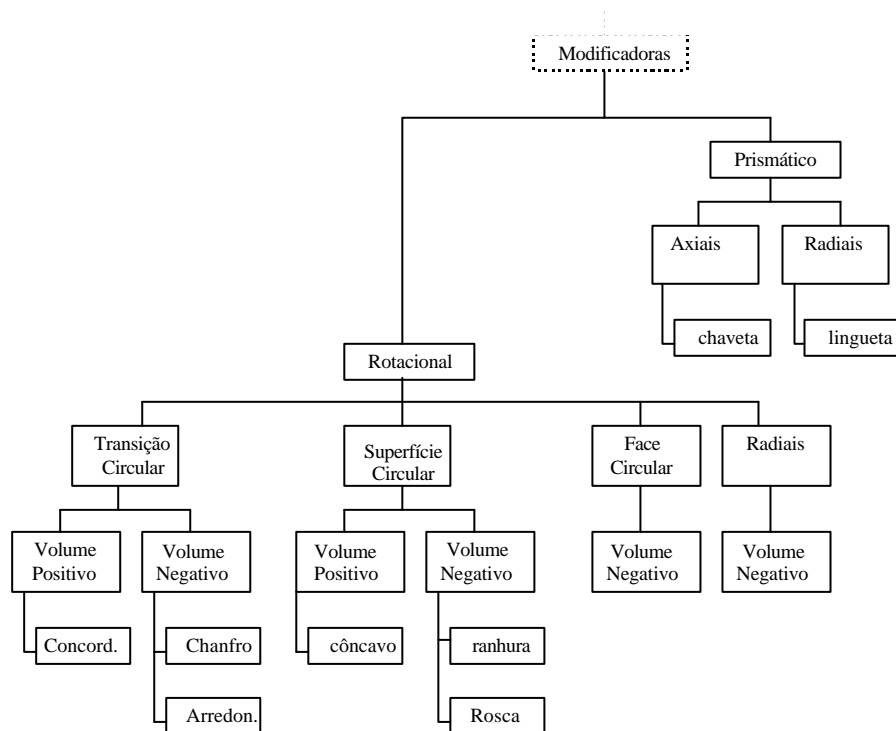 Modificadoras
Prismático
Axiais
Radiais
chaveta
lingueta
Rotacional
Transição
Circular
Superfície
Circular
Face
Circular
Radiais
Volume
Positivo
Volume
Negativo
Volume
Positivo
Volume
Negativo
Volume
Negativo
Volume
Negativo
Concord.
Chanfro
côncavo
ranhura
Arredon.
Rosca